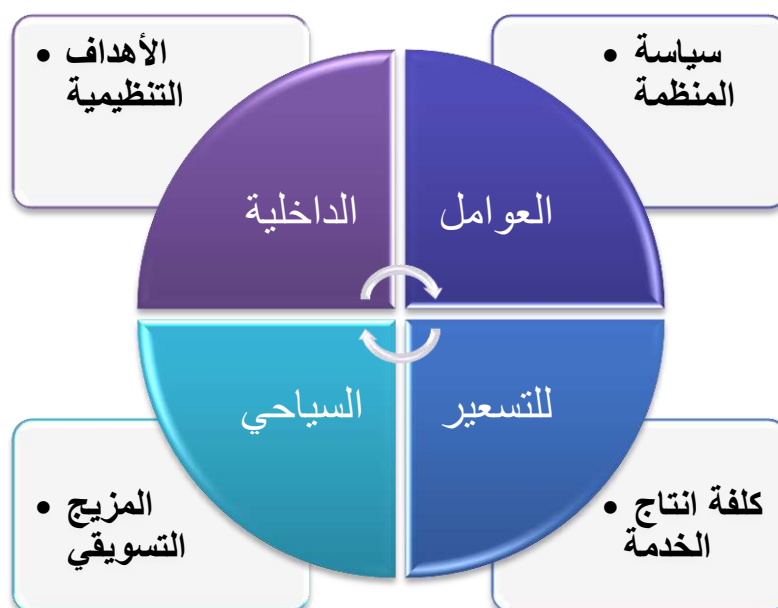 سياسة
المنظمة
الأهداف
التنظيمية
العوامل
الداخلية
للتسعير
السياحي
كلفة انتاج
الخدمة
المزيج
التسويقي